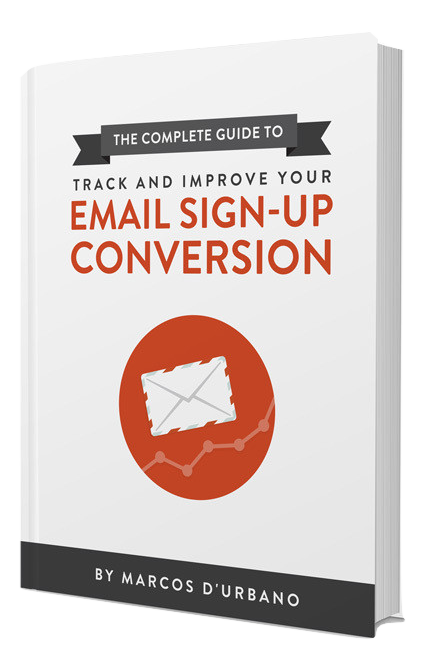 THE COMPLETE GUIDE TO
TRACK AND IMPROVE YOUR
EMAIL SIGN-UP
CONVERSION
BY MARCOS D'URBANO